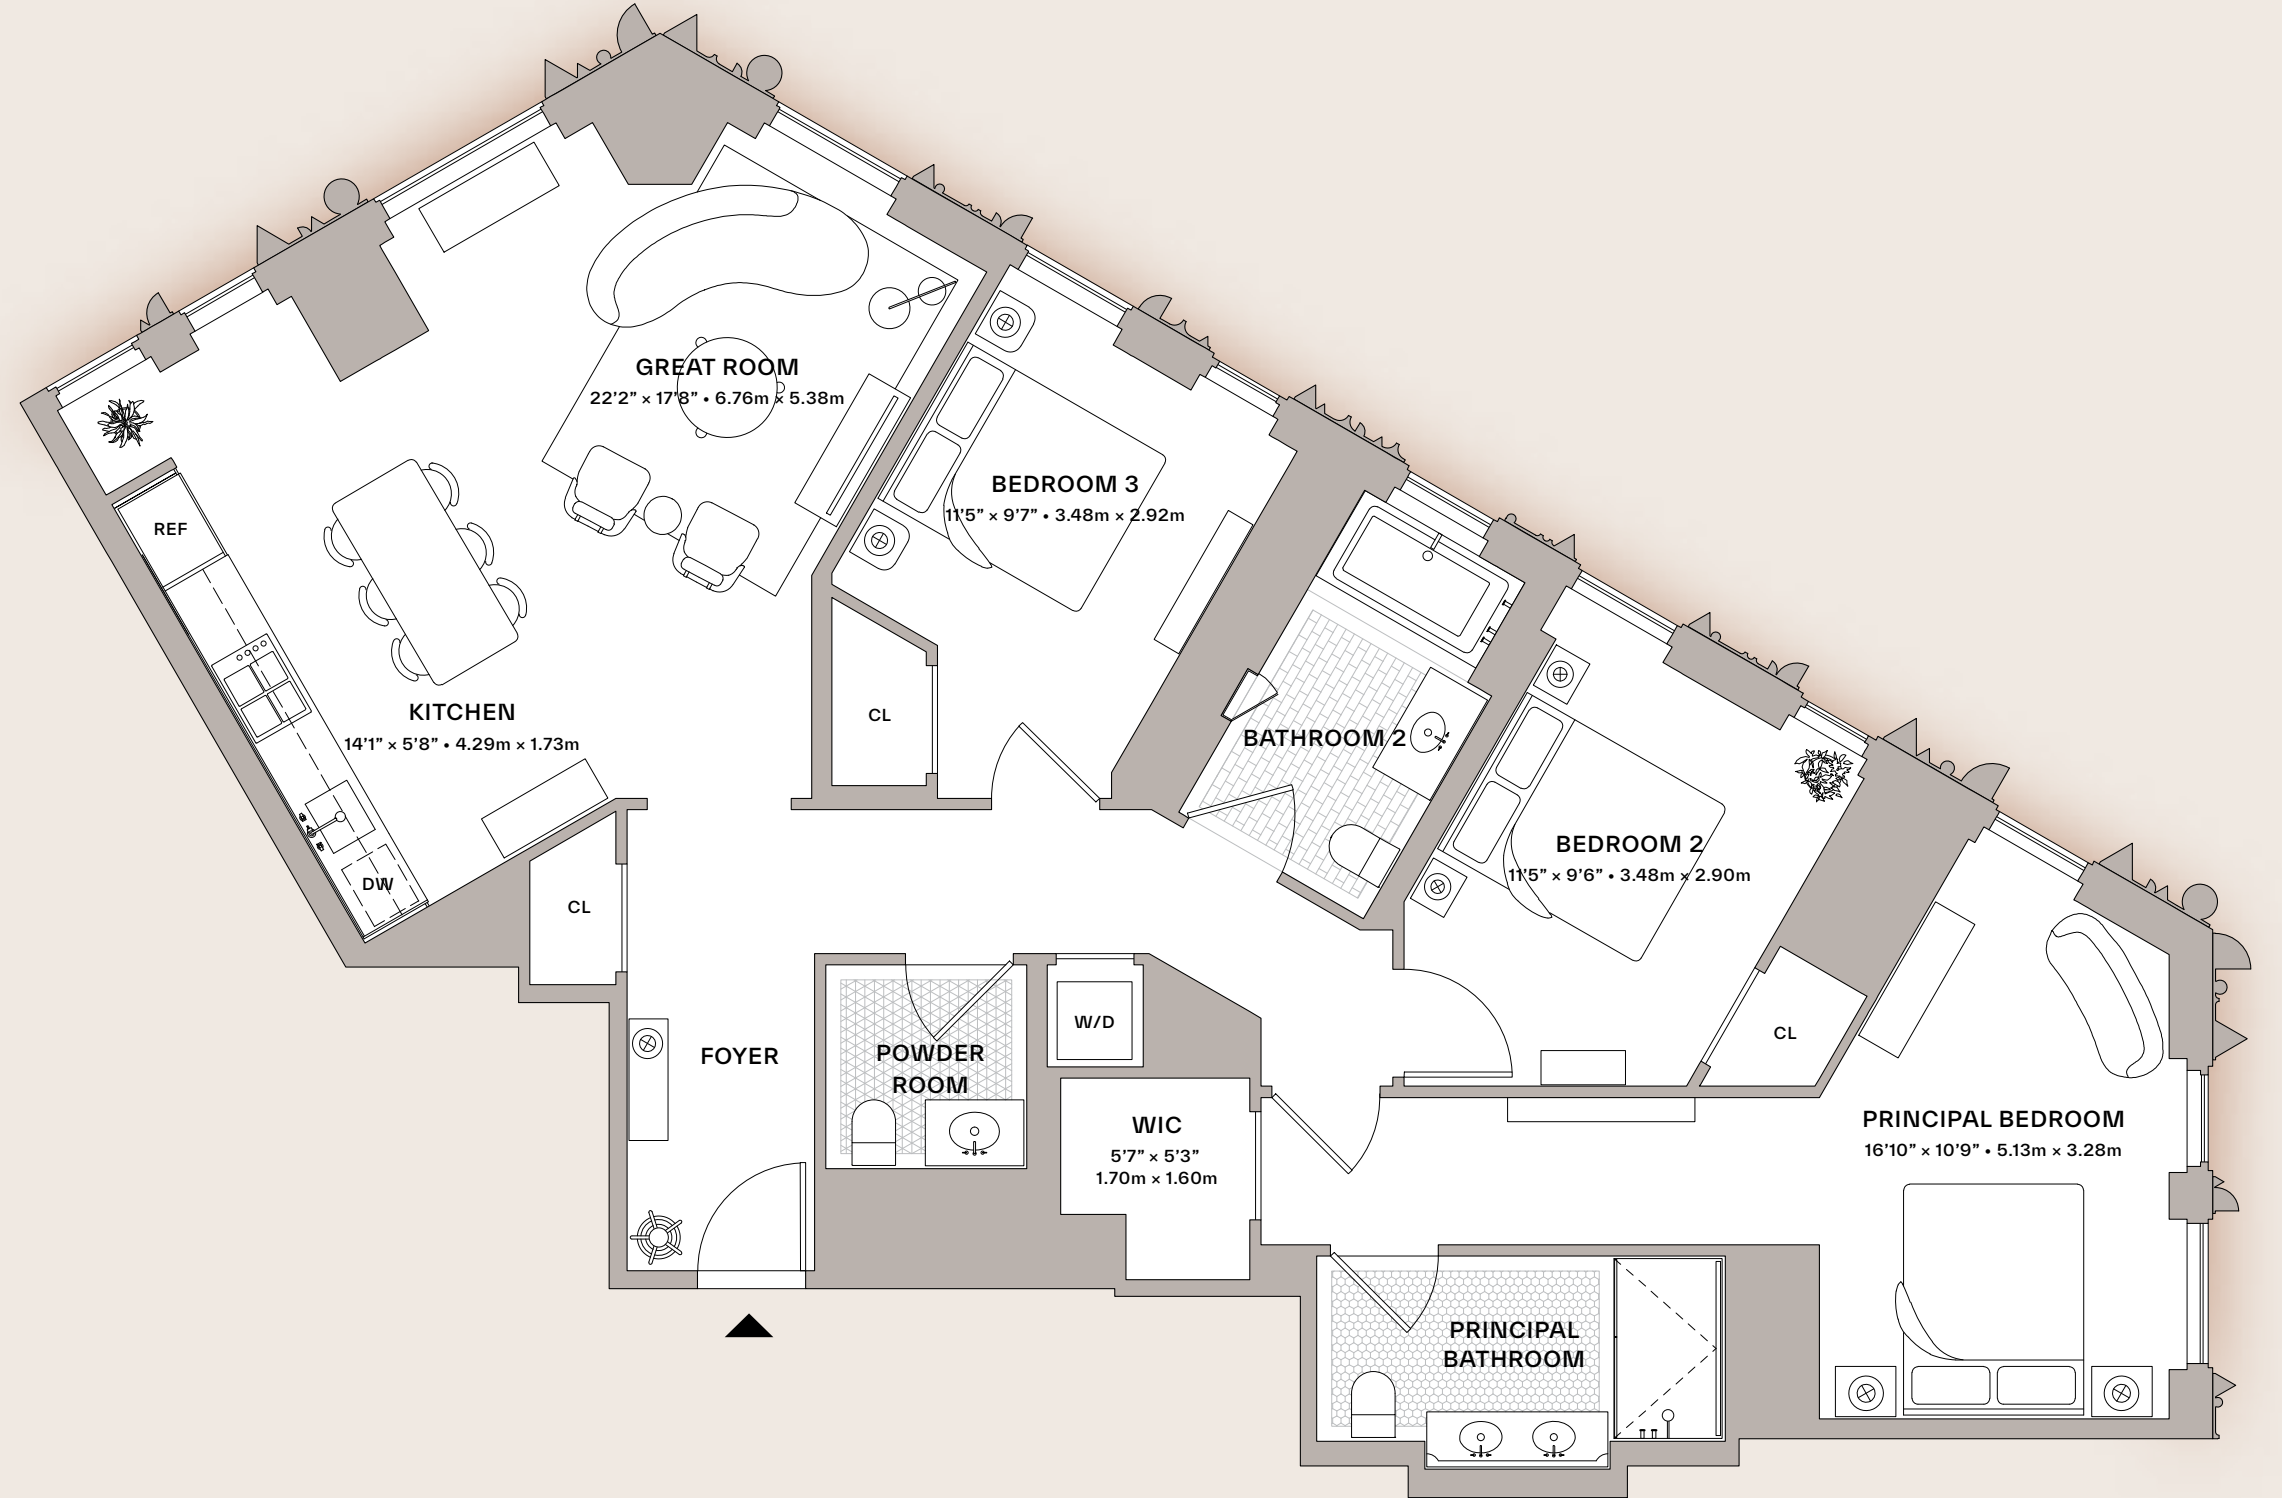 GREAT ROOM
22'2" × 17'8" • 6.76m × 5.38m
BEDROOM 3
11'5" × 9'7" • 3.48m × 2.92m
REF
KITCHEN
14'1" × 5'8" • 4.29m × 1.73m
CL
BATHROOM 2
BEDROOM 2
11'5" × 9'6" • 3.48m × 2.90m
DW
CL
FOYER
POWDER
ROOM
W/D
CL
WIC
5'7" × 5'3"
1.70m × 1.60m
PRINCIPAL BEDROOM
16'10" × 10'9" • 5.13m × 3.28m
PRINCIPAL
BATHROOM